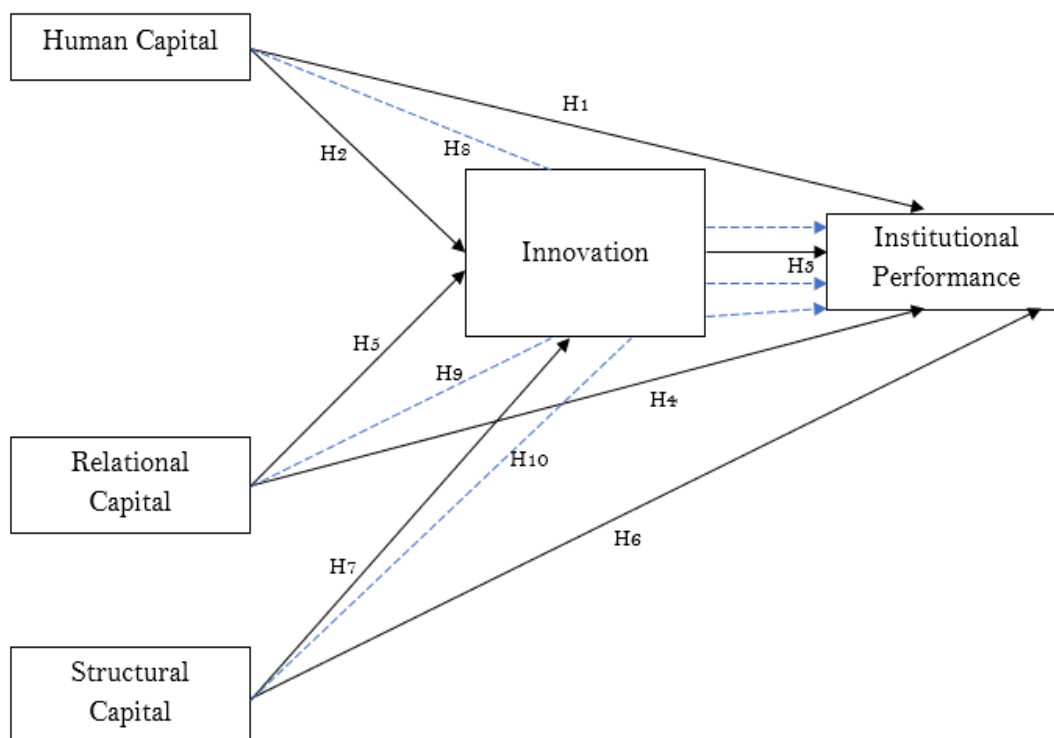 Human Capital
H1
H2
H8
Innovation
Institutional
Performance
H3
H5
H9
H4
Relational
Capital
H10
H6
H7
Structural
Capital